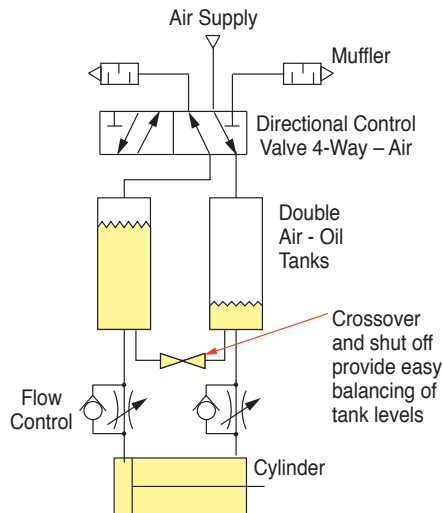 Air Supply
Muffler
Directional Control
Valve 4-Way – Air
Double
Air - Oil
Tanks
Crossover
and shut off
provide easy
balancing of
tank levels
Flow
Control
Cylinder